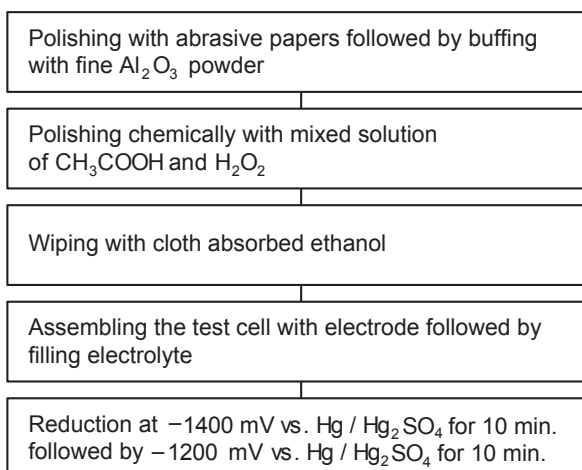 Polishing with abrasive papers followed by buffing
with fine Al₂O₃ powder
Polishing chemically with mixed solution
of CH₃COOH and H₂O₂
Wiping with cloth absorbed ethanol
Assembling the test cell with electrode followed by
filling electrolyte
Reduction at −1400 mV vs. Hg / Hg₂SO₄ for 10 min.
followed by −1200 mV vs. Hg / Hg₂SO₄ for 10 min.